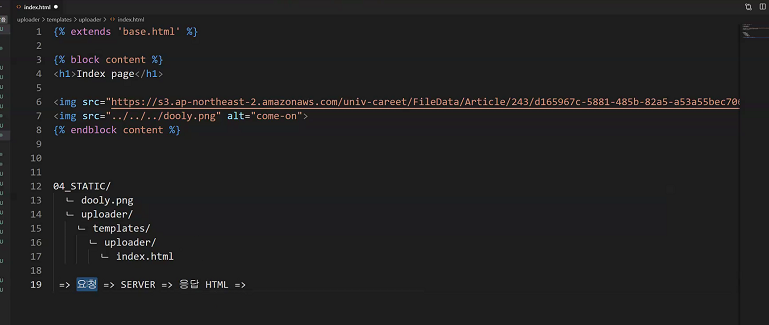 index.html
uploader > templates > uploader > index.html
1 {% extends 'base.html' %}
2
3 {% block content %}
4 <h1>Index page</h1>
5
6 <img src="https://s3.ap-northeast-2.amazonaws.com/univ-careet/FileData/Article/243/d165967c-5881-485b-82a5-a53a55bec700
7 <img src="../../../dooly.png" alt="come-on">
8 {% endblock content %}
9
10
11
12 04_STATIC/
13 ㄴ dooly.png
14 ㄴ uploader/
15 ㄴ templates/
16 ㄴ uploader/
17 ㄴ index.html
18
19 => 요청 => SERVER => 응답 HTML =>